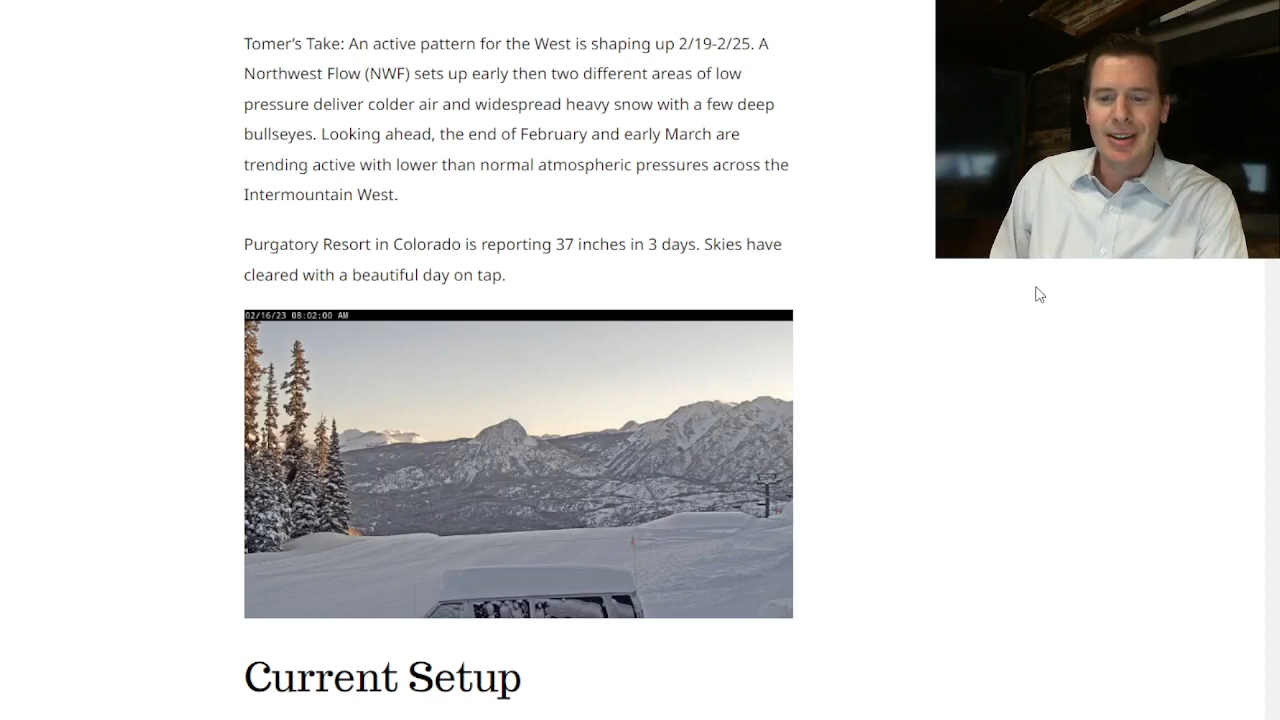 Tomer’s Take: An active pattern for the West is shaping up 2/19-2/25. A
Northwest Flow (NWF) sets up early then two different areas of low
pressure deliver colder air and widespread heavy snow with a few deep
bullseyes. Looking ahead, the end of February and early March are
trending active with lower than normal atmospheric pressures across the
Intermountain West.
Purgatory Resort in Colorado is reporting 37 inches in 3 days. Skies have
cleared with a beautiful day on tap.
02/16/23 08:02:00 AM
Current Setup